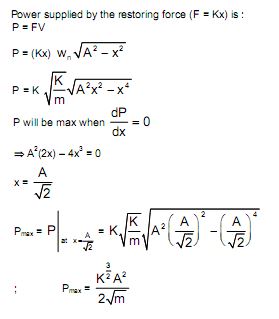 Power supplied by the restoring force (F = Kx) is :
P = FV
P = (Kx) wₙ√(A² – x²)
P = K √(K/m) √(A²x² – x⁴)
P will be max when dP/dx = 0
⇒ A²(2x) – 4x³ = 0
x = A/√2
Pₘₐₓ = P|at x=A/√2 = K√(K/m) √(A²(A/√2)² – (A/√2)⁴)
; Pₘₐₓ = K^(3/2) A² / 2√m